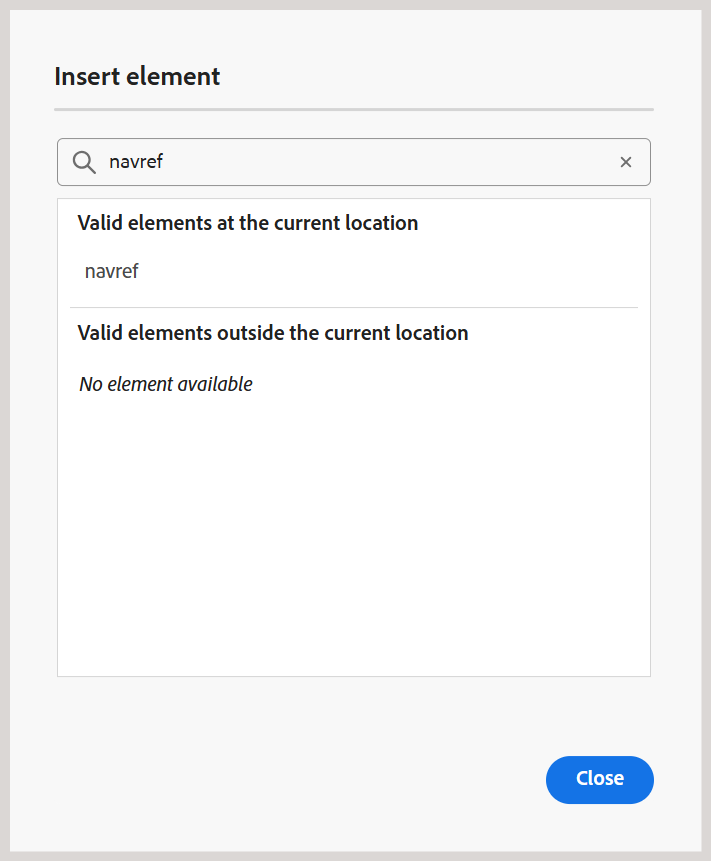 Insert element
navref
Valid elements at the current location
navref
Valid elements outside the current location
No element available
Close